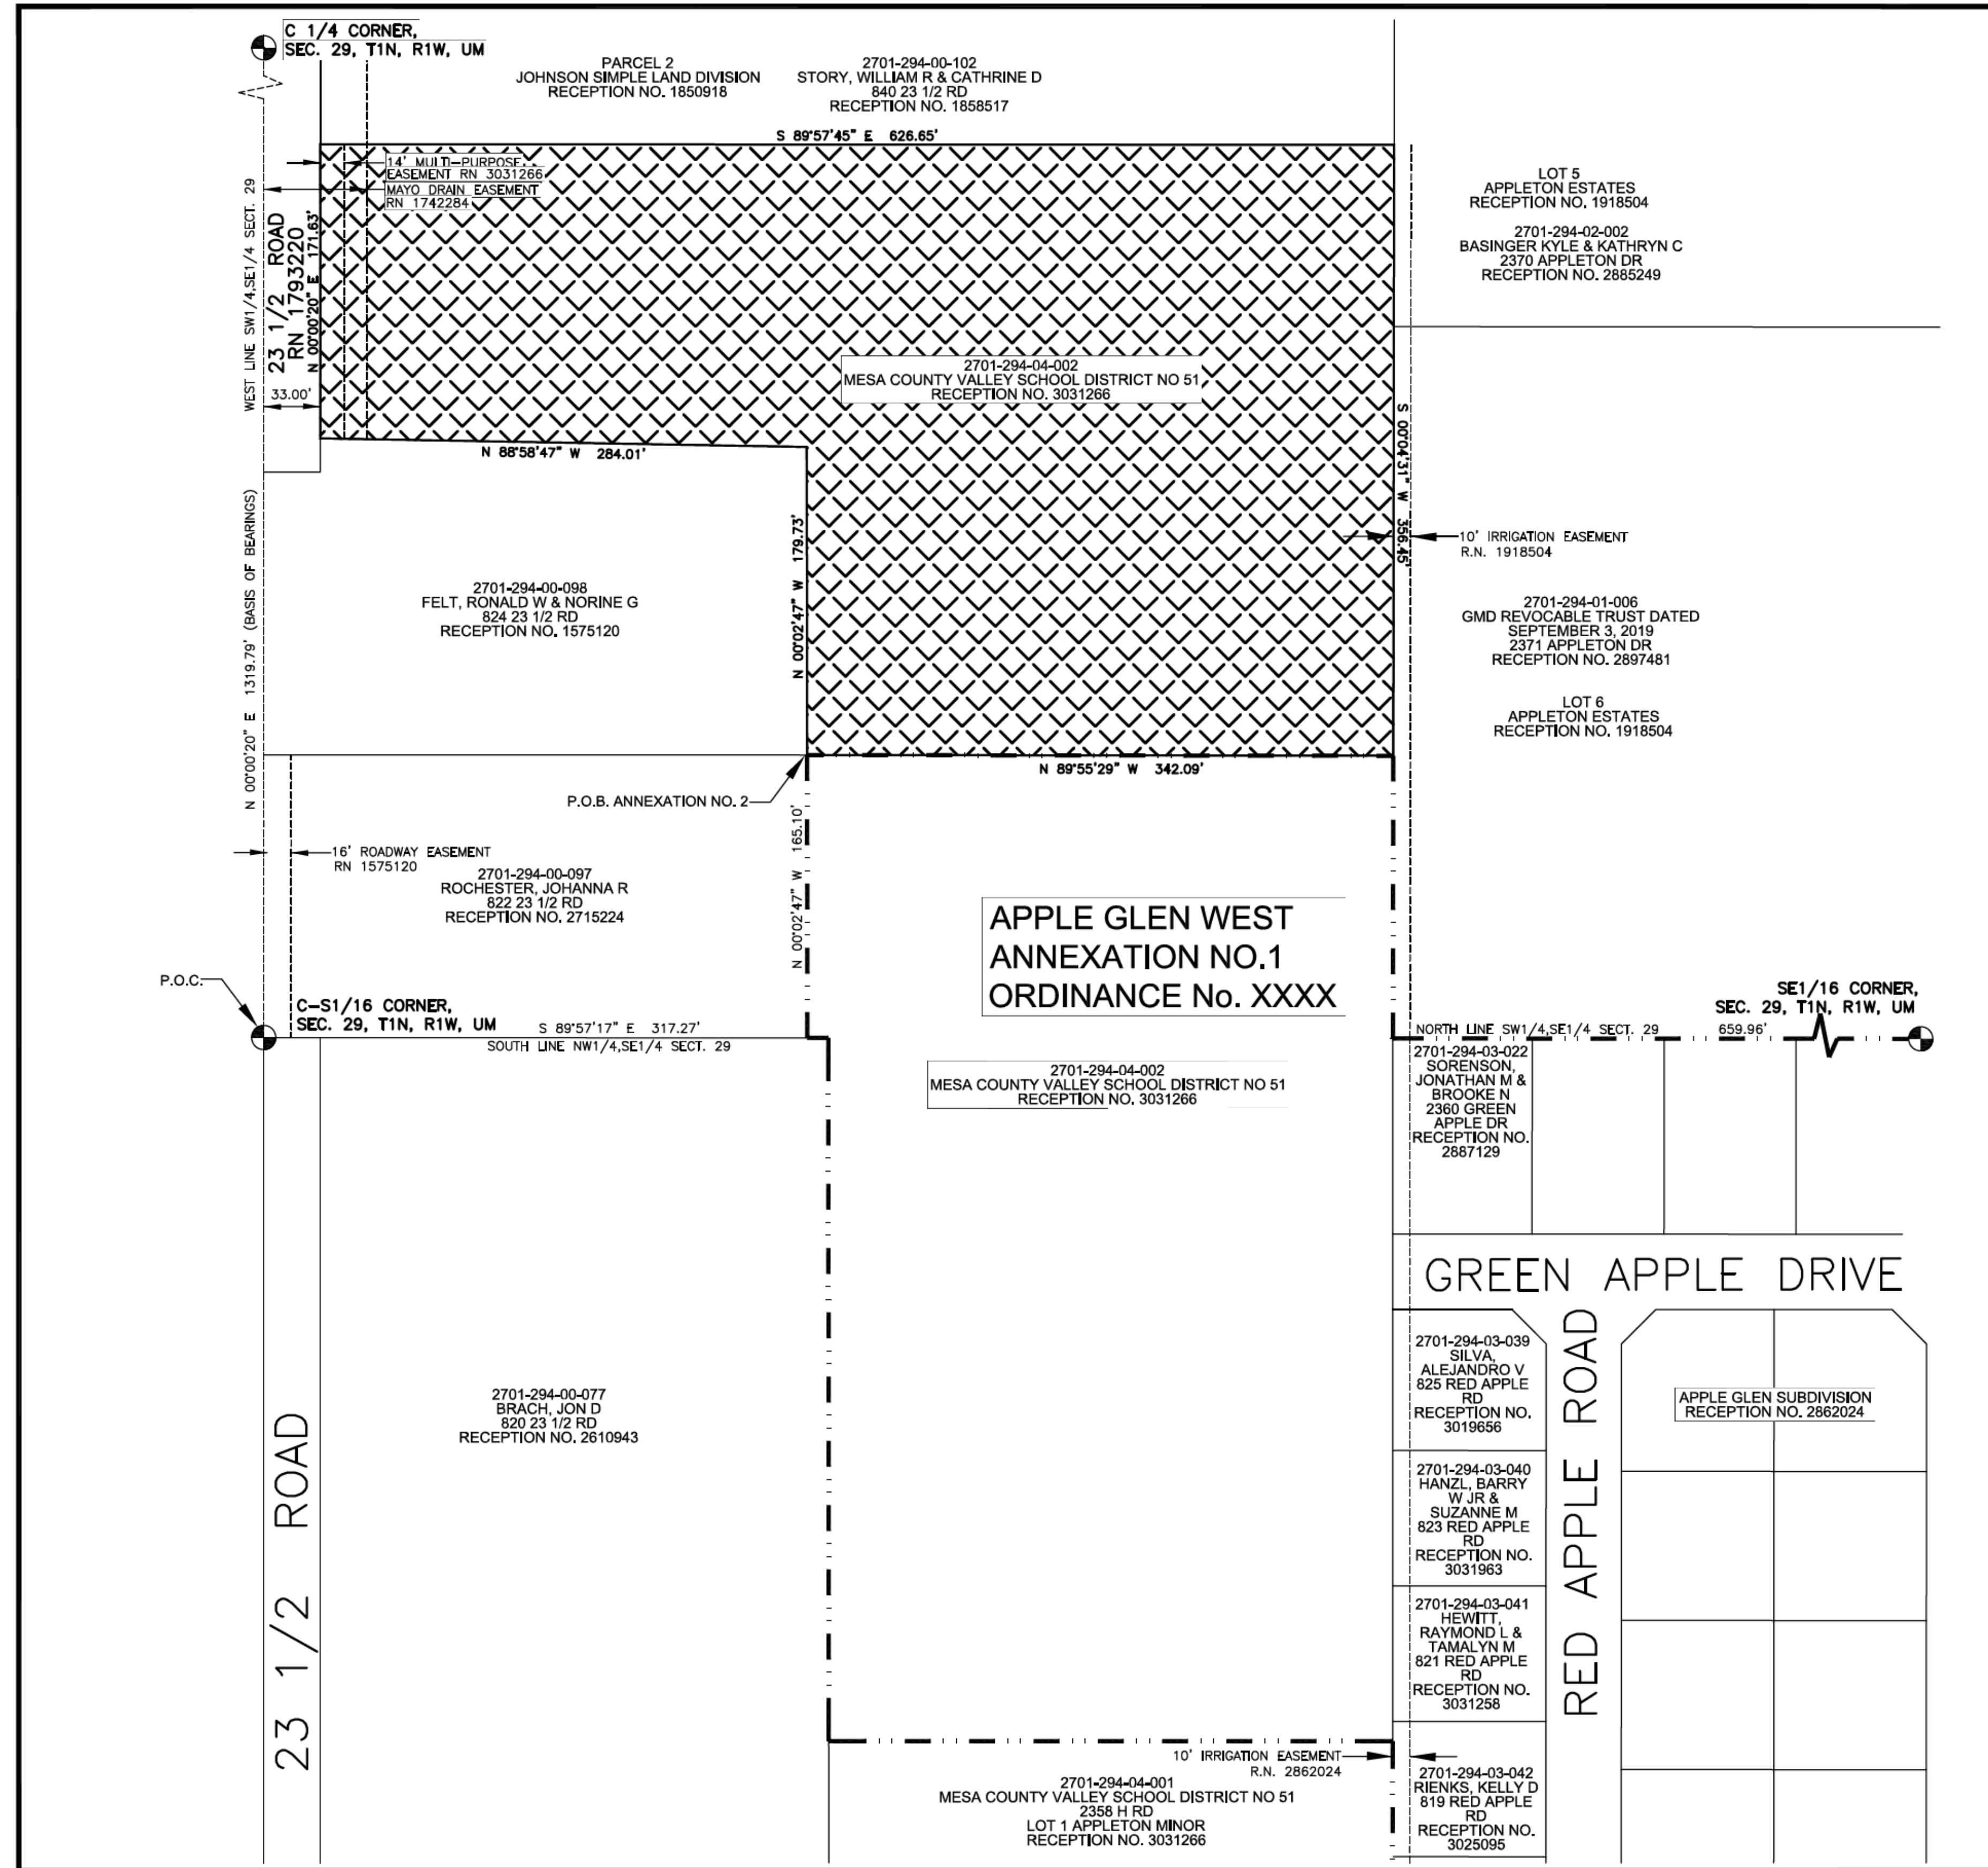 C 1/4 CORNER,
SEC. 29, T1N, R1W, UM
PARCEL 2
JOHNSON SIMPLE LAND DIVISION
RECEPTION NO. 1850918
2701-294-00-102
STORY, WILLIAM R & CATHRINE D
840 23 1/2 RD
RECEPTION NO. 1858517
S 89°57'45" E 626.65'
14' MULTI-PURPOSE
EASEMENT RN 3031266
MAYO DRAIN EASEMENT
RN 1742284
WEST LINE SW1/4,SE1/4 SECT. 29
23 1/2 ROAD
RN 1793220
N 00°00'20" E 171.63'
33.00'
LOT 5
APPLETON ESTATES
RECEPTION NO. 1918504
2701-294-02-002
BASINGER KYLE & KATHRYN C
2370 APPLETON DR
RECEPTION NO. 2885249
2701-294-04-002
MESA COUNTY VALLEY SCHOOL DISTRICT NO 51
RECEPTION NO. 3031266
N 88°58'47" W 284.01'
S 00°04'31" W 356.45'
N 00°02'47" W 179.73'
10' IRRIGATION EASEMENT
R.N. 1918504
N 00°00'20" E 1319.79' (BASIS OF BEARINGS)
2701-294-00-098
FELT, RONALD W & NORINE G
824 23 1/2 RD
RECEPTION NO. 1575120
2701-294-01-006
GMD REVOCABLE TRUST DATED
SEPTEMBER 3, 2019
2371 APPLETON DR
RECEPTION NO. 2897481
LOT 6
APPLETON ESTATES
RECEPTION NO. 1918504
N 89°55'29" W 342.09'
P.O.B. ANNEXATION NO. 2
N 00°02'47" W 165.10'
16' ROADWAY EASEMENT
RN 1575120
2701-294-00-097
ROCHESTER, JOHANNA R
822 23 1/2 RD
RECEPTION NO. 2715224
APPLE GLEN WEST
ANNEXATION NO.1
ORDINANCE No. XXXX
P.O.C.
C-S1/16 CORNER,
SEC. 29, T1N, R1W, UM
S 89°57'17" E 317.27'
SOUTH LINE NW1/4,SE1/4 SECT. 29
SE1/16 CORNER,
SEC. 29, T1N, R1W, UM
NORTH LINE SW1/4,SE1/4 SECT. 29
659.96'
2701-294-04-002
MESA COUNTY VALLEY SCHOOL DISTRICT NO 51
RECEPTION NO. 3031266
2701-294-03-022
SORENSON,
JONATHAN M &
BROOKE N
2360 GREEN
APPLE DR
RECEPTION NO.
2887129
GREEN APPLE DRIVE
2701-294-03-039
SILVA,
ALEJANDRO V
825 RED APPLE
RD
RECEPTION NO.
3019656
RED APPLE ROAD
APPLE GLEN SUBDIVISION
RECEPTION NO. 2862024
23 1/2 ROAD
2701-294-00-077
BRACH, JON D
820 23 1/2 RD
RECEPTION NO. 2610943
2701-294-03-040
HANZL, BARRY
W JR &
SUZANNE M
823 RED APPLE
RD
RECEPTION NO.
3031963
2701-294-03-041
HEWITT,
RAYMOND L &
TAMALYN M
821 RED APPLE
RD
RECEPTION NO.
3031258
10' IRRIGATION EASEMENT
R.N. 2862024
2701-294-04-001
MESA COUNTY VALLEY SCHOOL DISTRICT NO 51
2358 H RD
LOT 1 APPLETON MINOR
RECEPTION NO. 3031266
2701-294-03-042
RIENKS, KELLY D
819 RED APPLE
RD
RECEPTION NO.
3025095